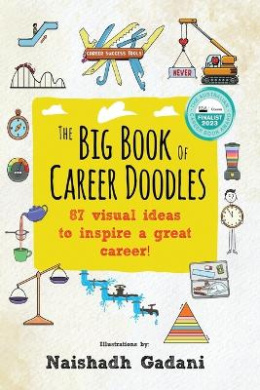 CAREER SUCCESS TOOLS
NEVER
FINALIST
2023
THE BIG BOOK OF
CAREER DOODLES
87 visual ideas
to inspire a great
career!
Illustrations by:
Naishadh Gadani